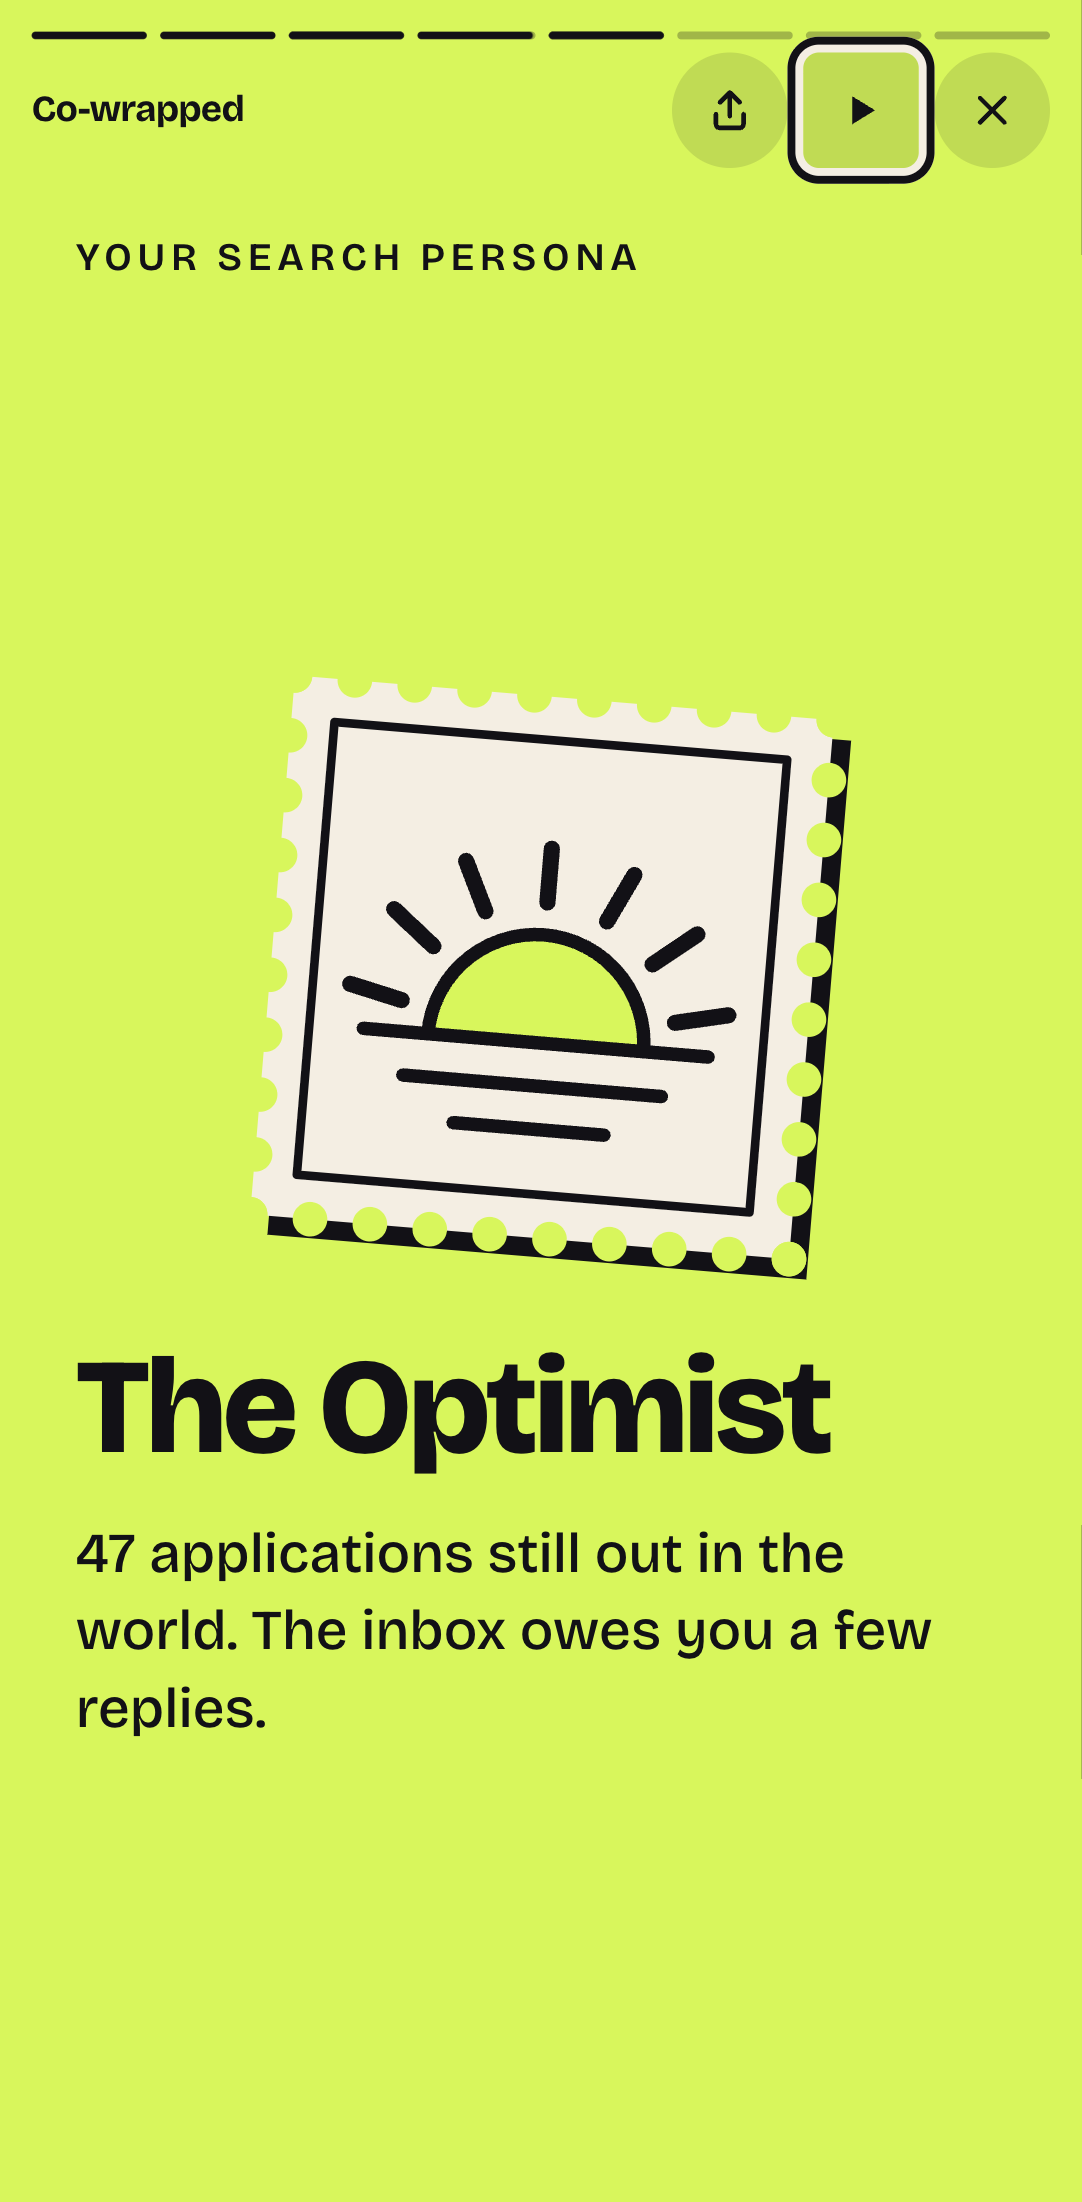 Co-wrapped
YOUR SEARCH PERSONA
The Optimist
47 applications still out in the
world. The inbox owes you a few
replies.